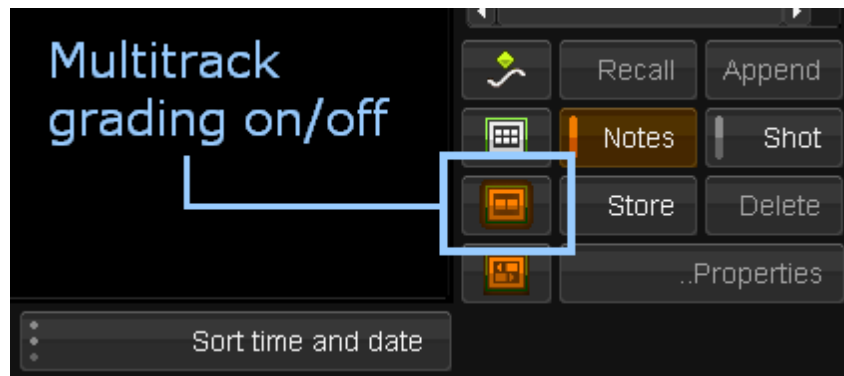 Multitrack
grading on/off
Recall Append
Notes Shot
Store Delete
..Properties
Sort time and date